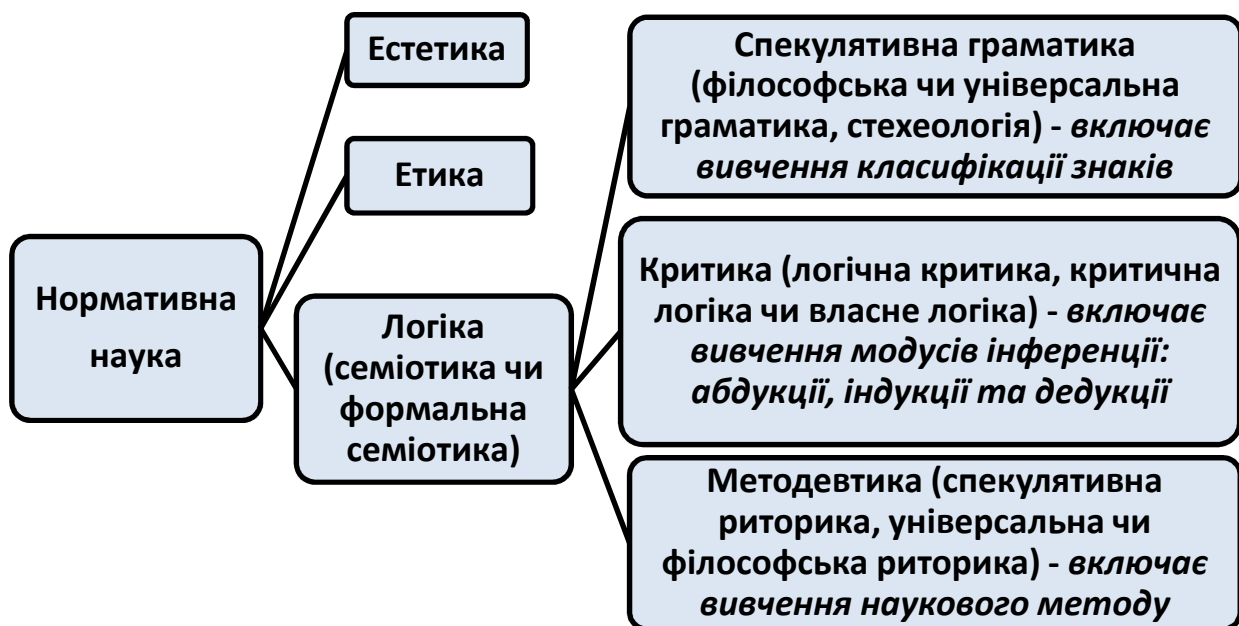 Нормативна
наука
Естетика
Етика
Логіка
(семіотика чи
формальна
семіотика)
Спекулятивна граматика
(філософська чи універсальна
граматика, стехеологія) - включає
вивчення класифікації знаків
Критика (логічна критика, критична
логіка чи власне логіка) - включає
вивчення модусів інференції:
абдукції, індукції та дедукції
Методевтика (спекулятивна
риторика, універсальна чи
філософська риторика) - включає
вивчення наукового методу